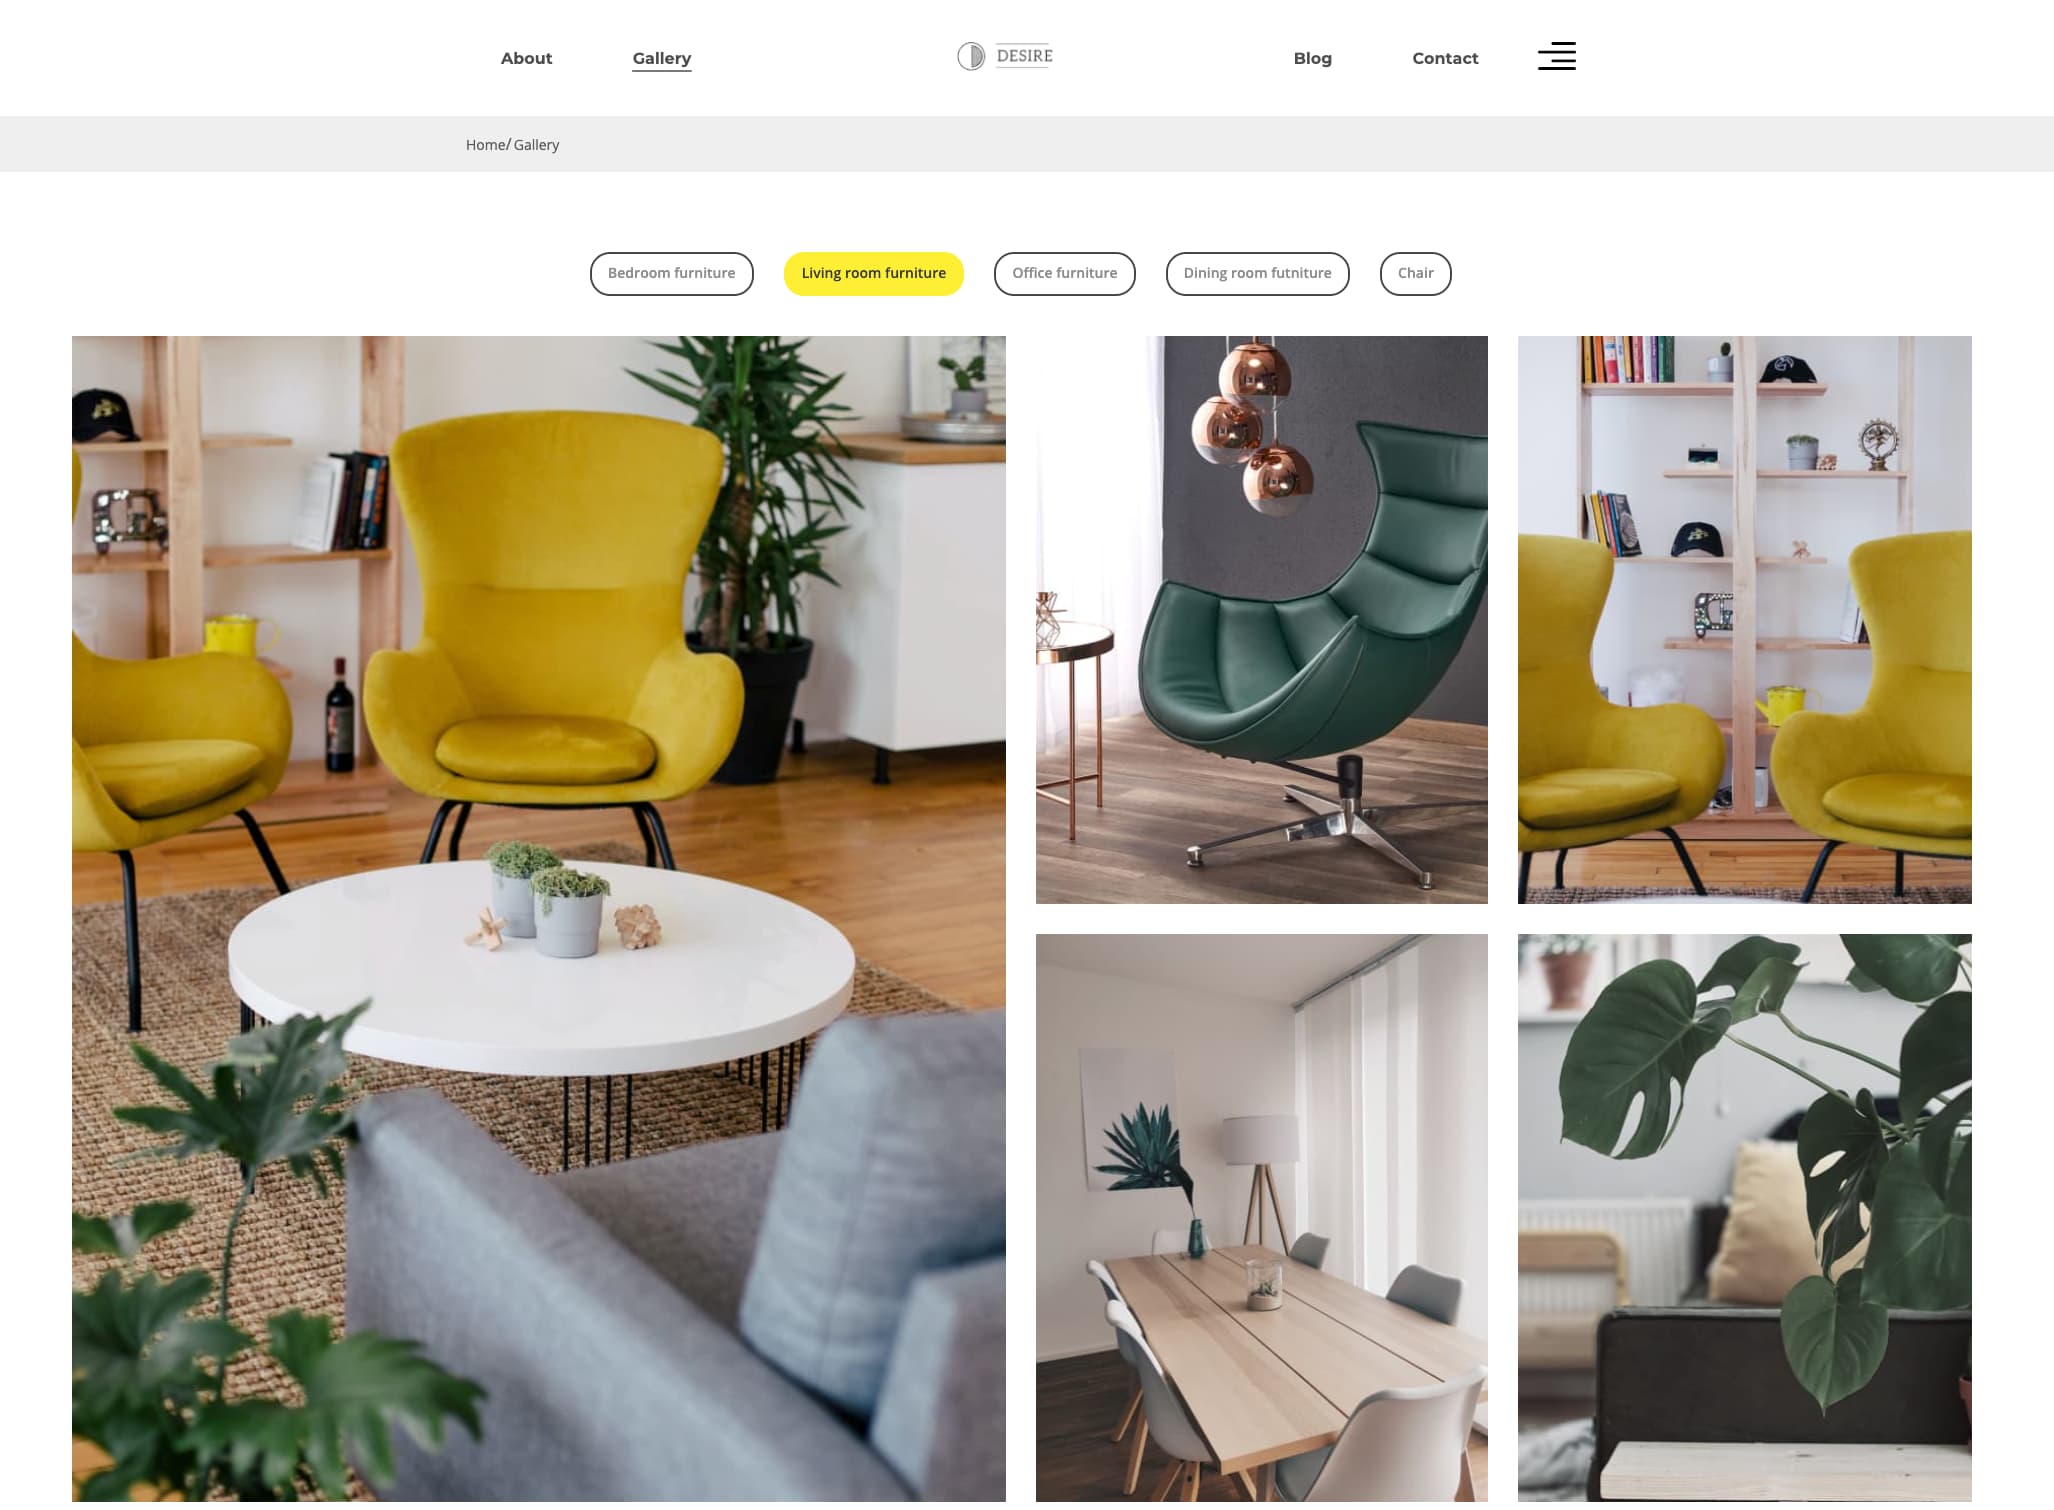 About Gallery DESIRE Blog Contact
Home/ Gallery
Bedroom furniture Living room furniture Office furniture Dining room futniture Chair